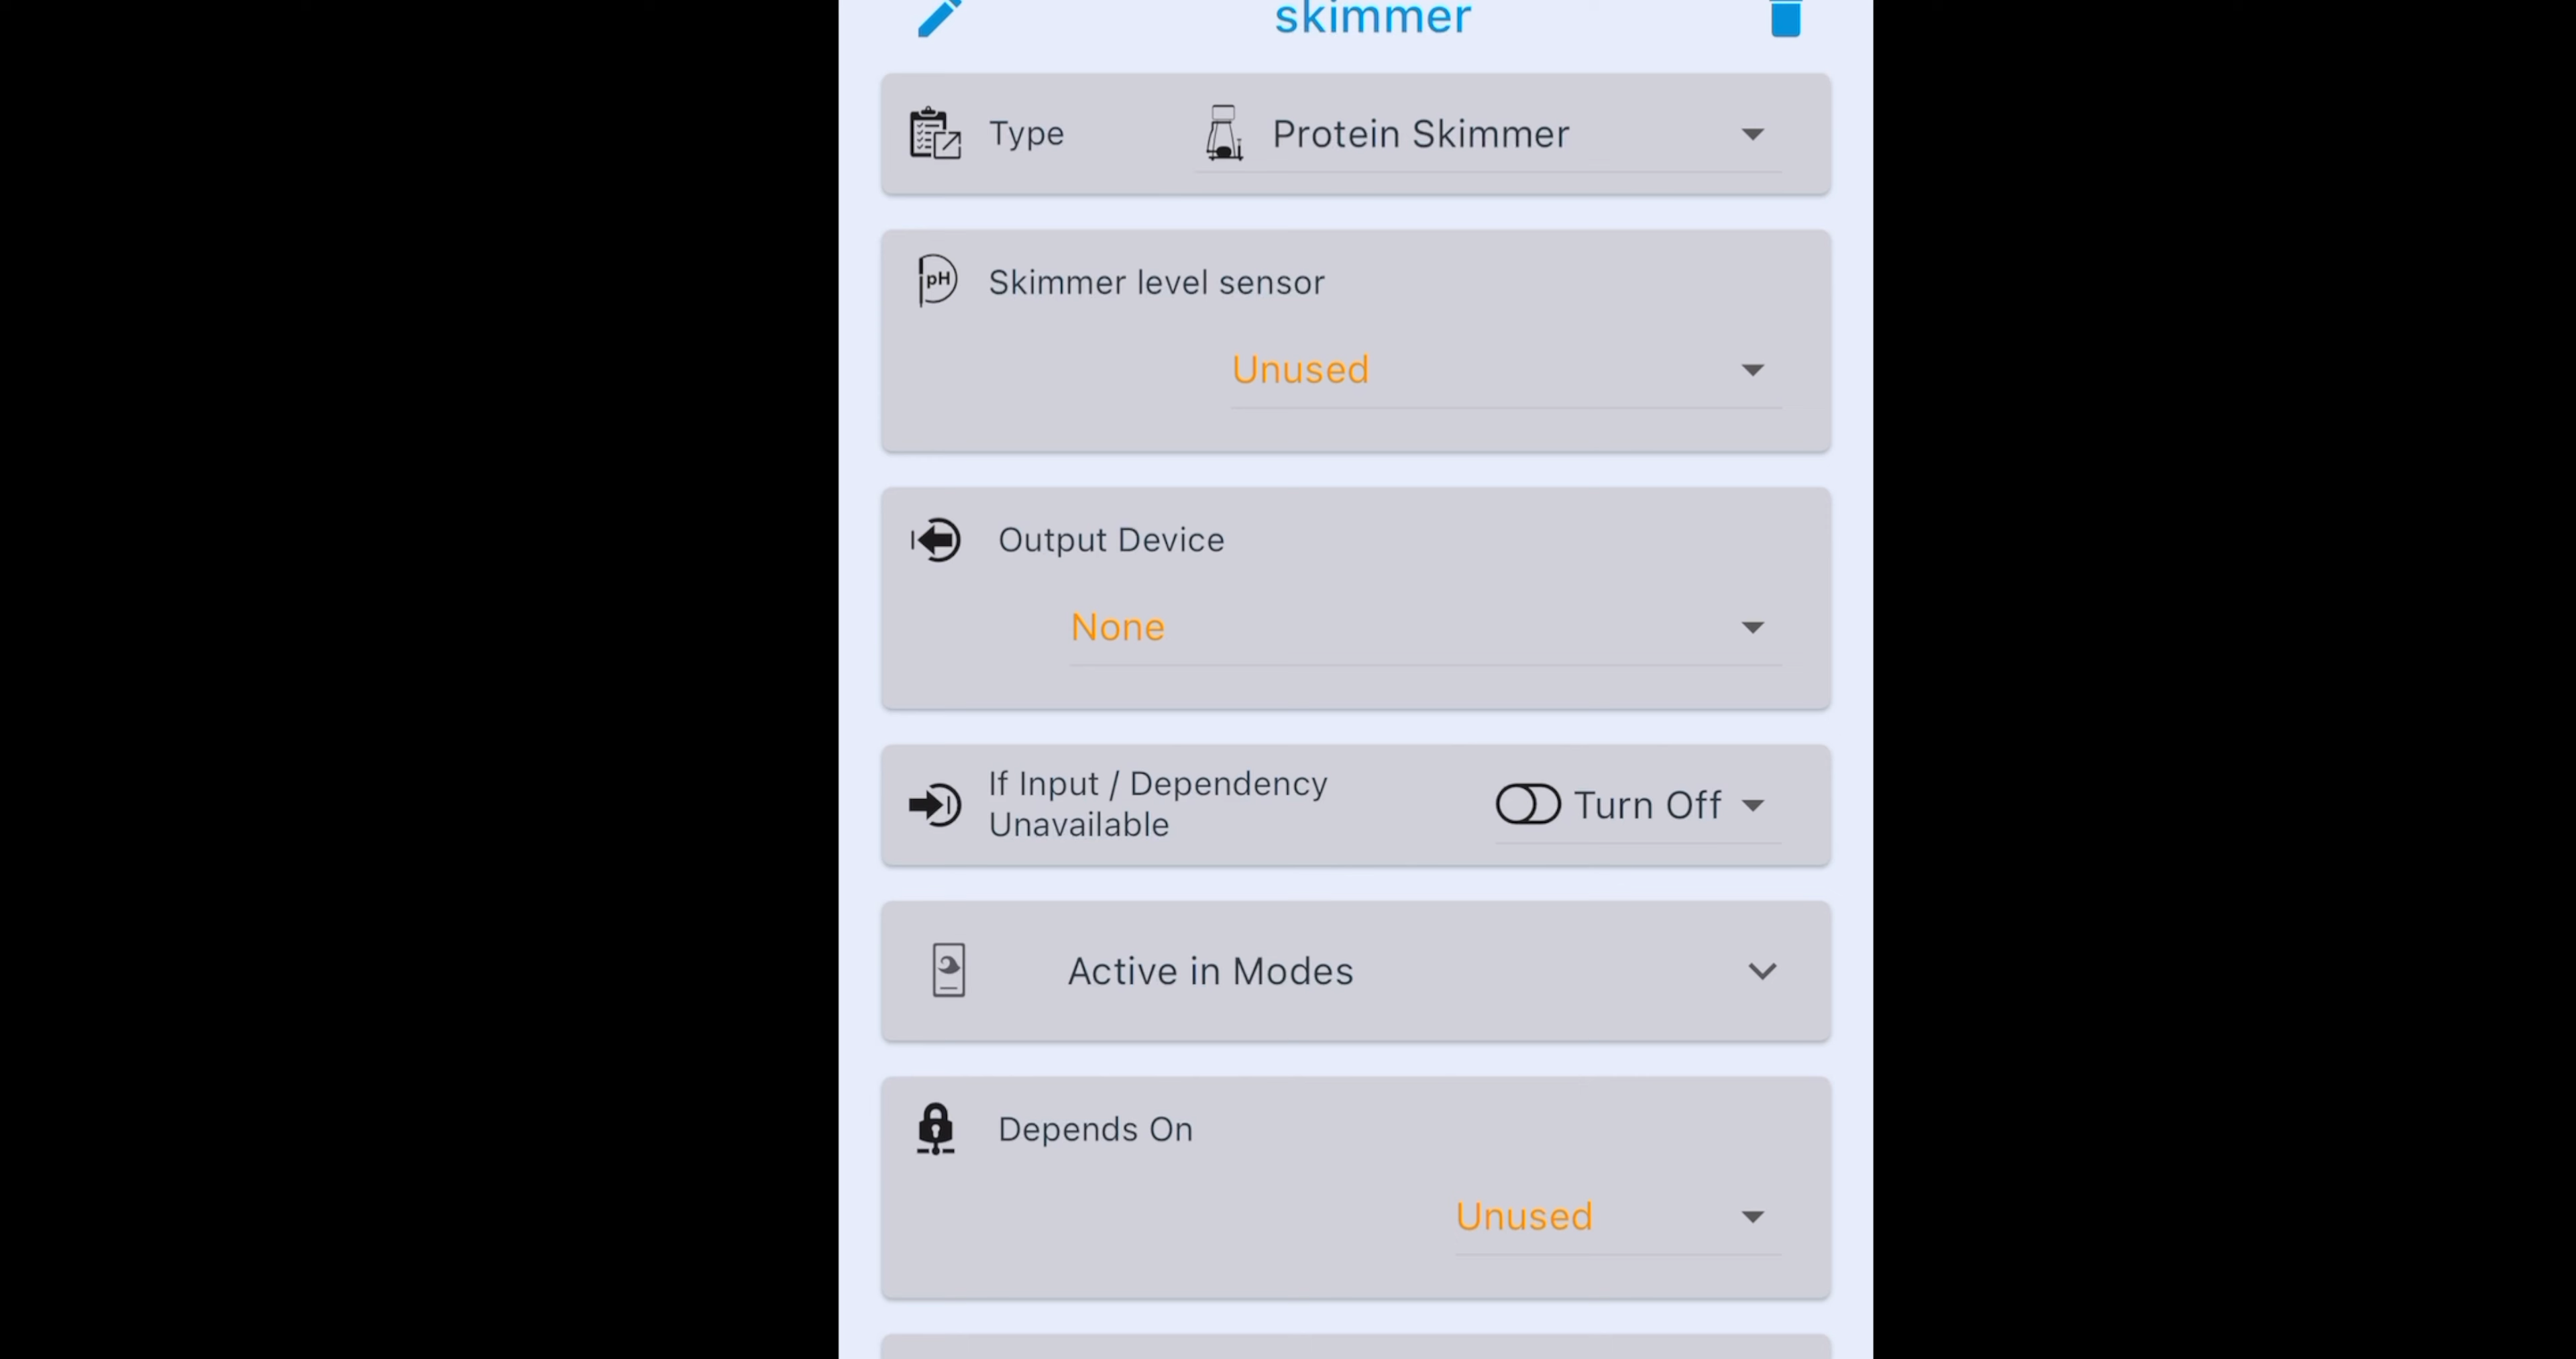 skimmer
Type
Protein Skimmer
pH
Skimmer level sensor
Unused
Output Device
None
If Input / Dependency
Unavailable
Turn Off
Active in Modes
Depends On
Unused